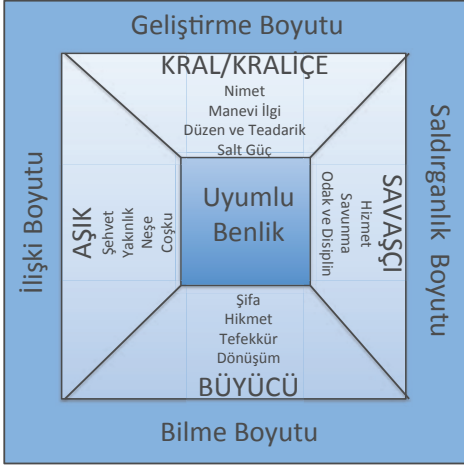 Geliştirme Boyutu
KRAL/KRALİÇE
Nimet
Manevi İlgi
Düzen ve Teadarik
Salt Güç
İlişki Boyutu
AŞIK
Şehvet
Yakınlık
Neşe
Coşku
Uyumlu
Benlik
Saldırganlık Boyutu
SAVAŞÇI
Hizmet
Savunma
Odak ve Disiplin
Şifa
Hikmet
Tefekkür
Dönüşüm
BÜYÜCÜ
Bilme Boyutu